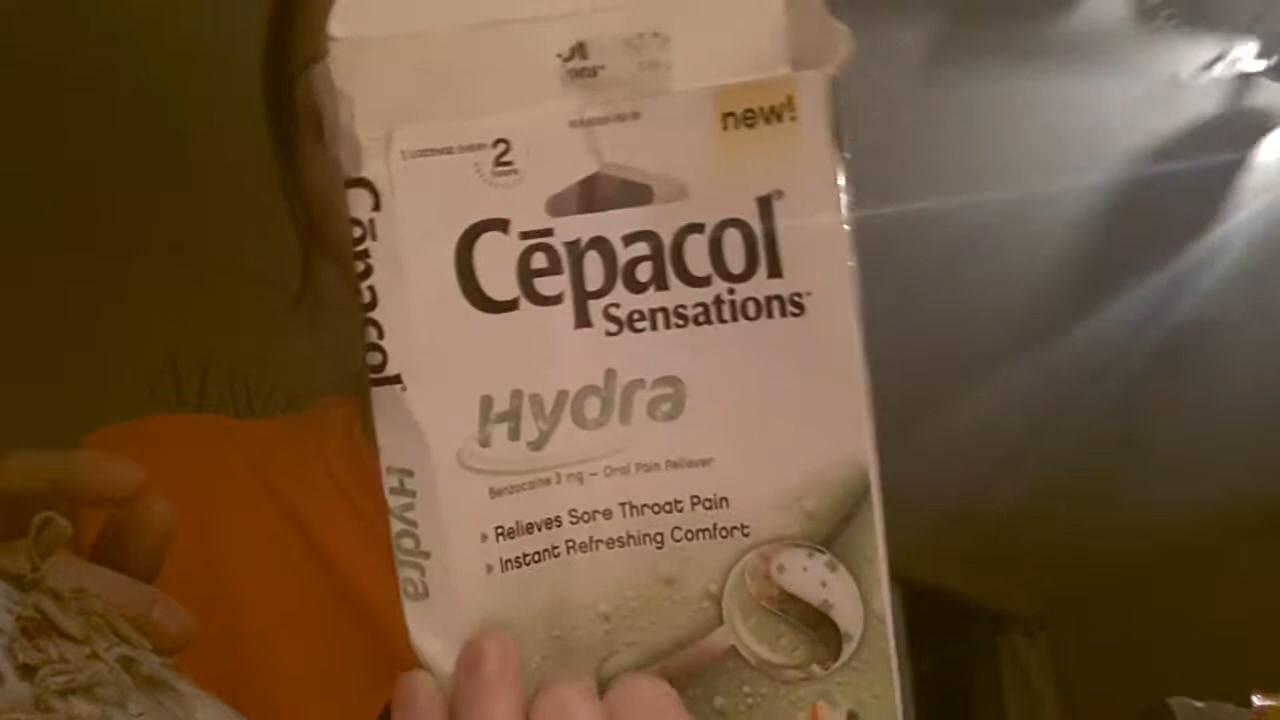 new!
2
Cēpacol®
Sensations™
Hydra
Benzocaine 3 mg – Oral Pain Reliever
Relieves Sore Throat Pain
Instant Refreshing Comfort
Cēpacol
Hydra